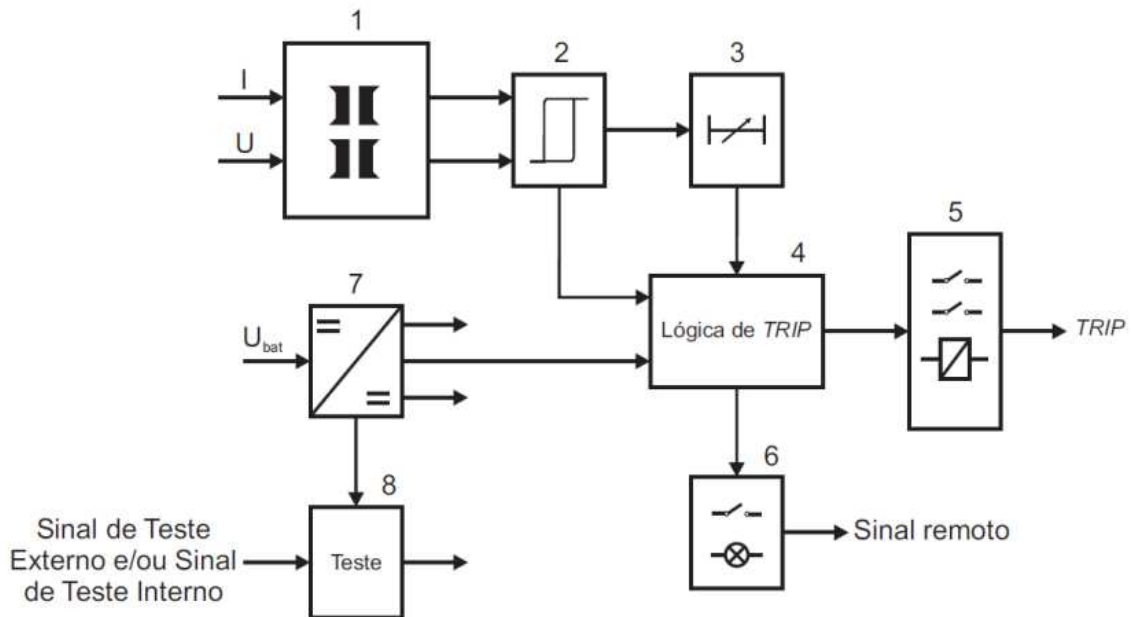 1
2
3
I
U
4
5
Lógica de TRIP
TRIP
7
U bat
6
Sinal remoto
8
Sinal de Teste
Externo e/ou Sinal
de Teste Interno
Teste